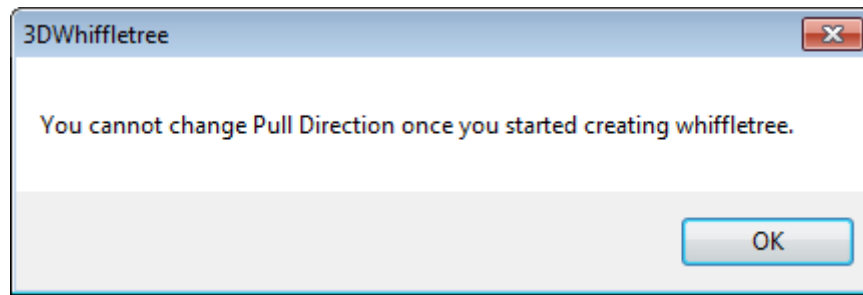 3DWhiffletree
You cannot change Pull Direction once you started creating whiffletree.
OK